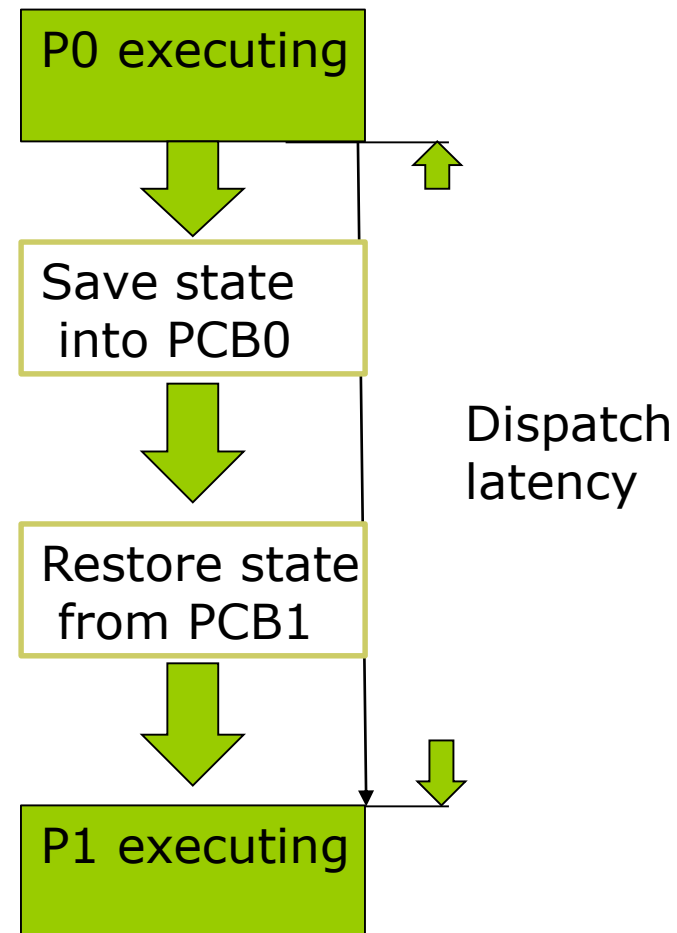 P0 executing
Save state
into PCB0
Dispatch
latency
Restore state
from PCB1
P1 executing